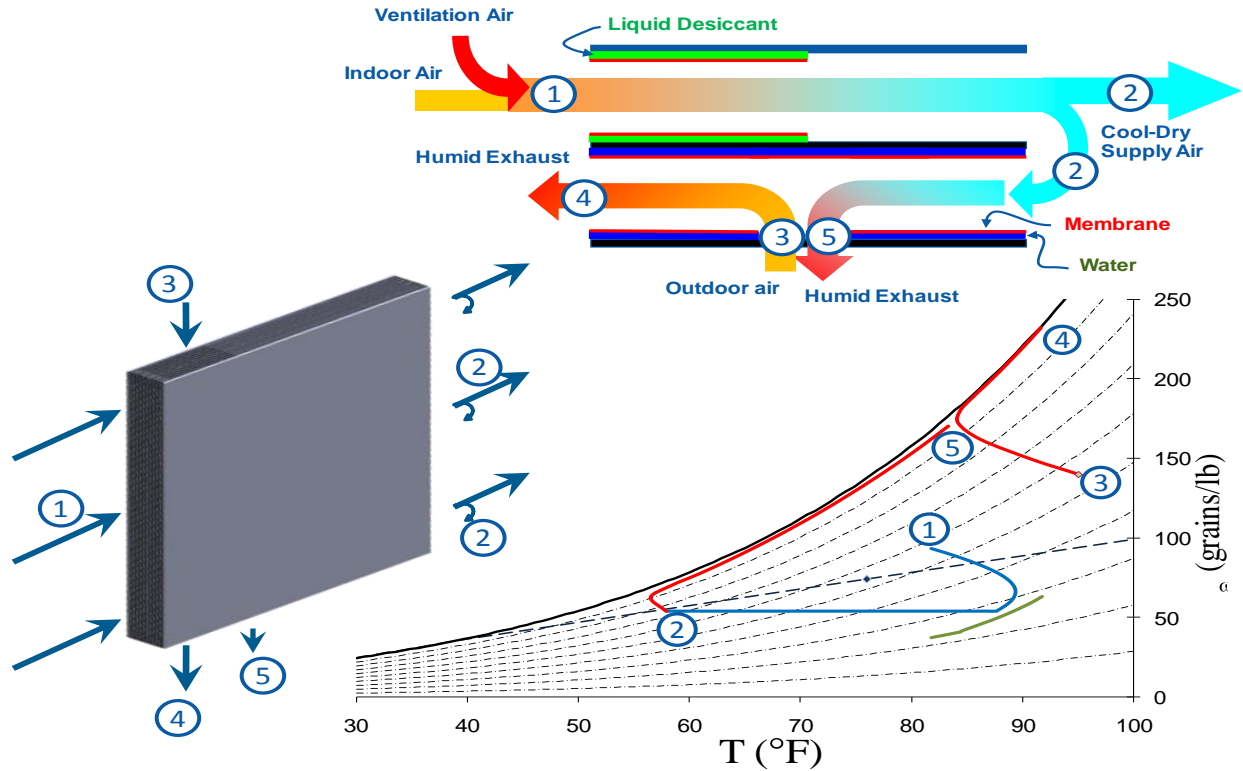 Ventilation Air
Liquid Desiccant
Indoor Air
1
2
Cool-Dry
Supply Air
Humid Exhaust
2
4
3
5
Membrane
Water
Outdoor air
Humid Exhaust
3
2
1
2
5
4
250
200
150
100
50
0
4
5
3
1
2
ω (grains/lb)
30
40
50
60
70
80
90
100
T (°F)